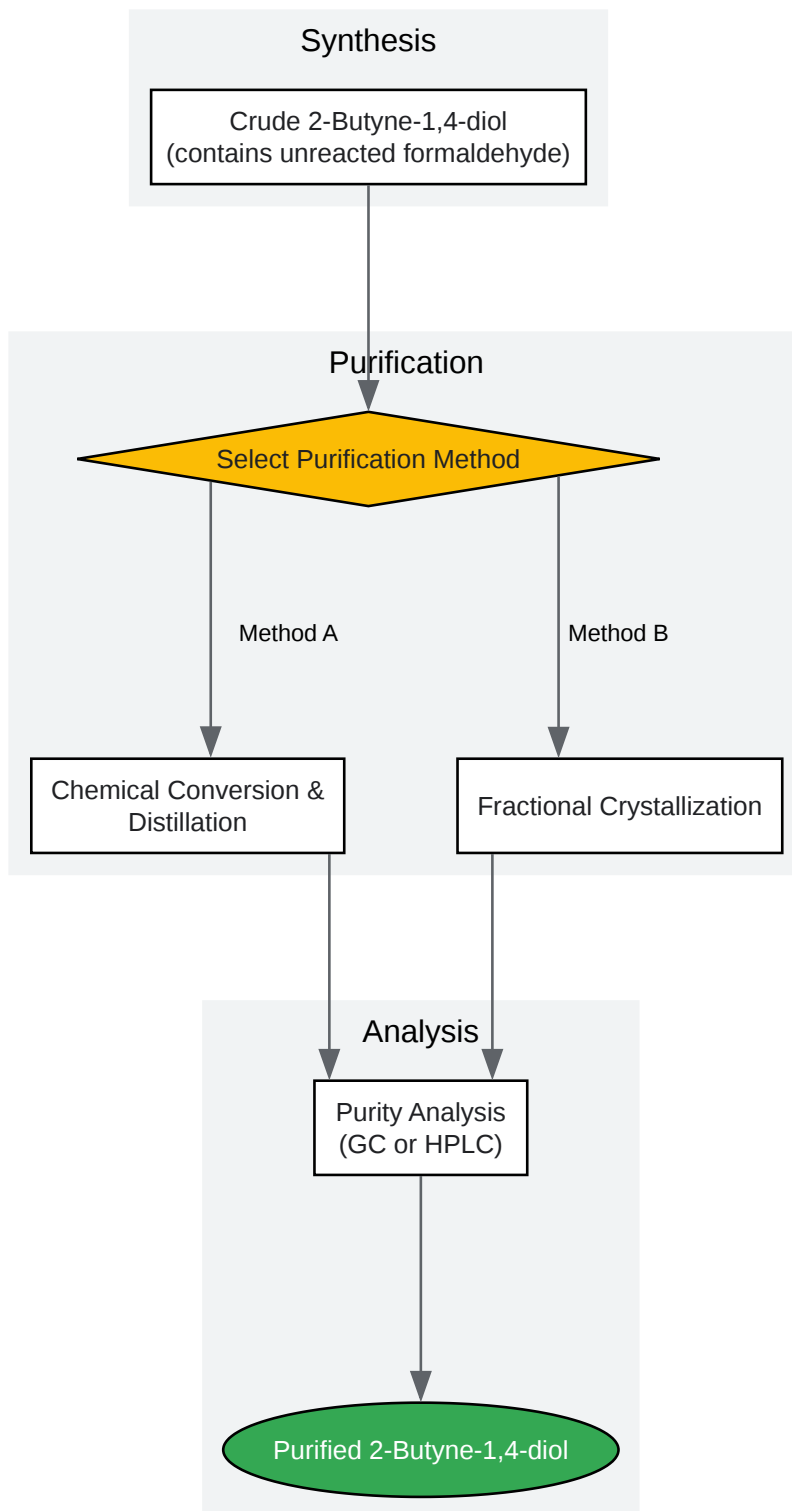 Synthesis
Crude 2-Butyne-1,4-diol
(contains unreacted formaldehyde)
Purification
Select Purification Method
Method A
Method B
Chemical Conversion &
Distillation
Fractional Crystallization
Analysis
Purity Analysis
(GC or HPLC)
Purified 2-Butyne-1,4-diol